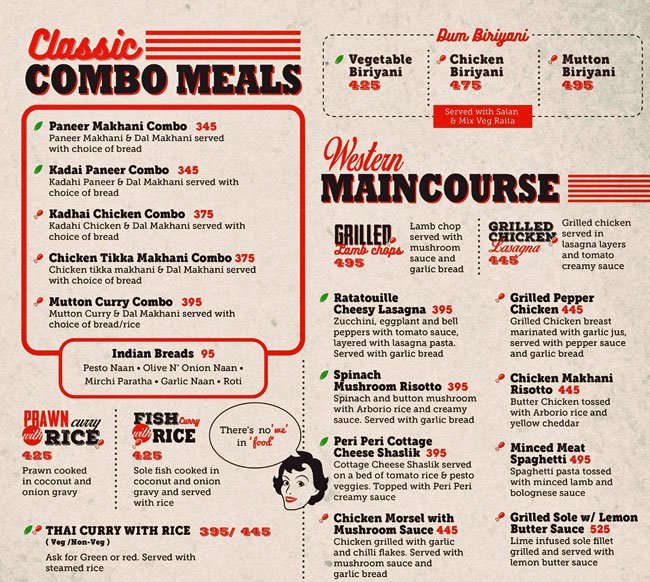 Classic
COMBO MEALS
Paneer Makhani Combo 345
Paneer Makhani & Dal Makhani served
with choice of bread
Kadai Paneer Combo 345
Kadahi Paneer & Dal Makhani served with
choice of bread
Kadhai Chicken Combo 375
Kadahi Chicken & Dal Makhani served with
choice of bread
Chicken Tikka Makhani Combo 375
Chicken tikka makhani & Dal Makhani served
with choice of bread
Mutton Curry Combo 395
Mutton Curry & Dal Makhani served with
choice of bread/rice
Indian Breads 95
Pesto Naan • Olive N' Onion Naan •
Mirchi Paratha • Garlic Naan • Roti
PRAWN curry
with RICE
425
Prawn cooked
in coconut and
onion gravy
FISH Curry
with RICE
425
Sole fish cooked in
coconut and onion
gravy and served
with rice
There's no 'we'
in 'food'
THAI CURRY WITH RICE 395/ 445
( Veg /Non-Veg )
Ask for Green or red. Served with
steamed rice
Dum Biriyani
Vegetable
Biriyani
425
Chicken
Biriyani
475
Mutton
Biriyani
495
Served with Salan
& Mix Veg Raita
Western
MAINCOURSE
GRILLED
Lamb chops
495
Lamb chop
served with
mushroom
sauce and
garlic bread
GRILLED
CHICKEN
Lasagna
445
Grilled chicken
served in
lasagna layers
and tomato
creamy sauce
Ratatouille
Cheesy Lasagna 395
Zucchini, eggplant and bell
peppers with tomato sauce,
layered with lasagna pasta.
Served with garlic bread
Spinach
Mushroom Risotto 395
Spinach and button mushroom
with Arborio rice and creamy
sauce. Served with garlic bread
Peri Peri Cottage
Cheese Shaslik 395
Cottage Cheese Shaslik served
on a bed of tomato rice & pesto
veggies. Topped with Peri Peri
creamy sauce
Chicken Morsel with
Mushroom Sauce 445
Chicken grilled with garlic
and chilli flakes. Served with
mushroom sauce and
garlic bread
Grilled Pepper
Chicken 445
Grilled Chicken breast
marinated with garlic jus,
served with pepper sauce
and garlic bread
Chicken Makhani
Risotto 445
Butter Chicken tossed
with Arborio rice and
yellow cheddar
Minced Meat
Spaghetti 495
Spaghetti pasta tossed
with minced lamb and
bolognese sauce
Grilled Sole w/ Lemon
Butter Sauce 525
Lime infused sole fillet
grilled and served with
lemon butter sauce